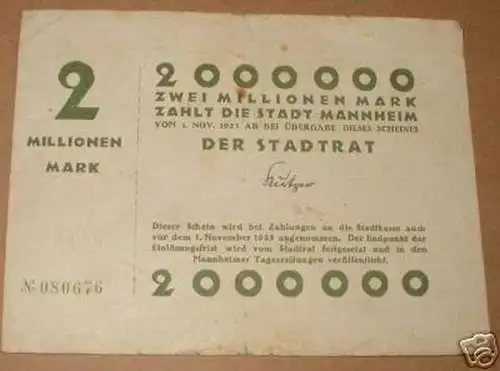 2
MILLIONEN
MARK
№ 080676
2000000
ZWEI MILLIONEN MARK
ZAHLT DIE STADT MANNHEIM
VOM 1. NOV. 1923 AB BEI ÜBERGABE DIESES SCHEINES
DER STADTRAT
Dieser Schein wird bei Zahlungen an die Stadtkasse auch
vor dem 1. November 1923 angenommen. Der Endpunkt der
Einlösungsfrist wird vom Stadtrat festgesetzt und in den
Mannheimer Tageszeitungen veröffentlicht.
2000000